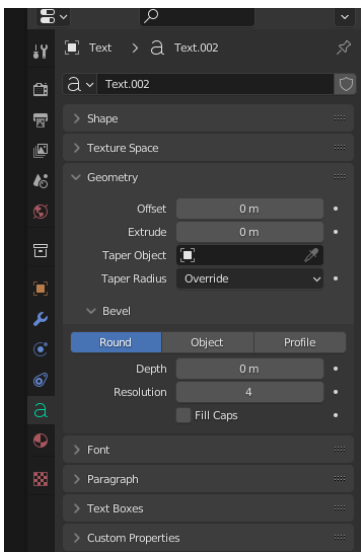 Text > a Text.002
a Text.002
Shape
Texture Space
Geometry
Offset 0 m
Extrude 0 m
Taper Object
Taper Radius Override
Bevel
Round Object Profile
Depth 0 m
Resolution 4
Fill Caps
a
Font
Paragraph
Text Boxes
Custom Properties